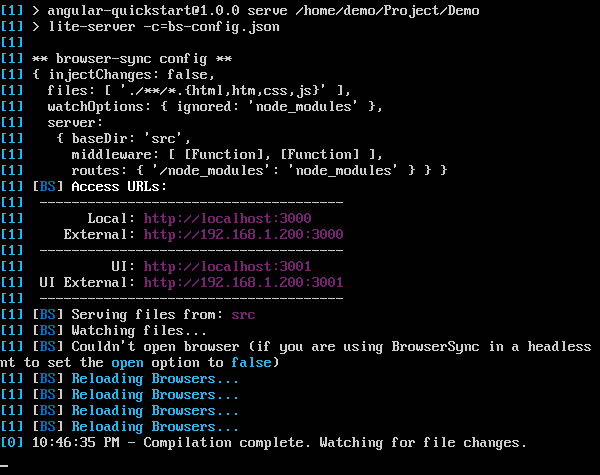 [1] > angular-quickstart@1.0.0 serve /home/demo/Project/Demo
[1] > lite-server -c=bs-config.json
[1]
[1] ** browser-sync config **
[1] { injectChanges: false,
[1]   files: [ './**/*.{html,htm,css,js}' ],
[1]   watchOptions: { ignored: 'node_modules' },
[1]   server:
[1]    { baseDir: 'src',
[1]      middleware: [ [Function], [Function] ],
[1]      routes: { '/node_modules': 'node_modules' } } }
[1] [BS] Access URLs:
[1]  --------------------------------------
[1]        Local: http://localhost:3000
[1]     External: http://192.168.1.200:3000
[1]  --------------------------------------
[1]           UI: http://localhost:3001
[1]  UI External: http://192.168.1.200:3001
[1]  --------------------------------------
[1] [BS] Serving files from: src
[1] [BS] Watching files...
[1] [BS] Couldn't open browser (if you are using BrowserSync in a headless
nt to set the open option to false)
[1] [BS] Reloading Browsers...
[1] [BS] Reloading Browsers...
[1] [BS] Reloading Browsers...
[1] [BS] Reloading Browsers...
[0] 10:46:35 PM - Compilation complete. Watching for file changes.